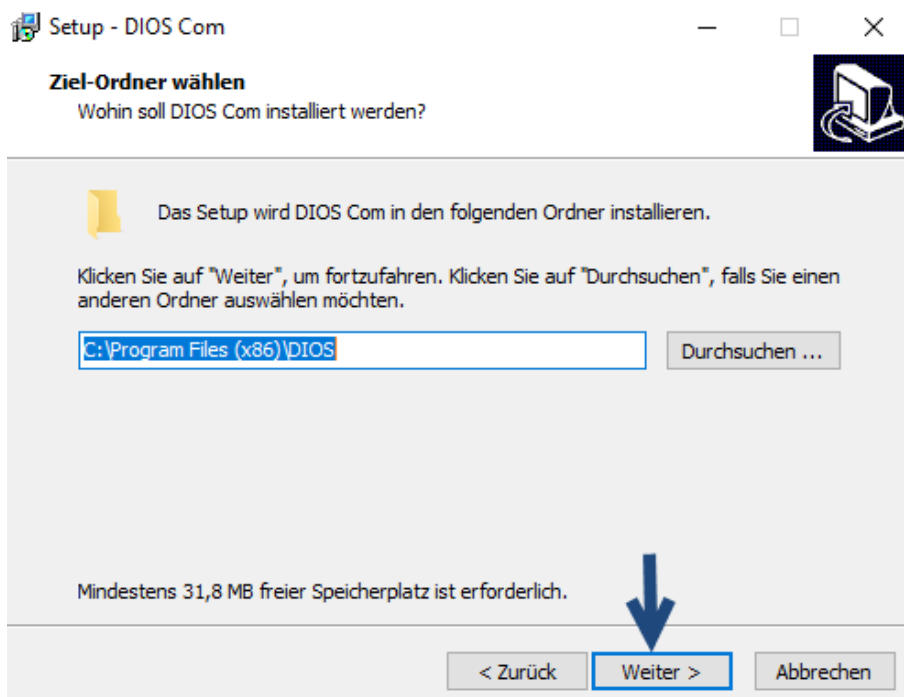 Setup - DIOS Com
Ziel-Ordner wählen
Wohin soll DIOS Com installiert werden?
Das Setup wird DIOS Com in den folgenden Ordner installieren.
Klicken Sie auf "Weiter", um fortzufahren. Klicken Sie auf "Durchsuchen", falls Sie einen
anderen Ordner auswählen möchten.
C:\Program Files (x86)\DIOS
Durchsuchen ...
Mindestens 31,8 MB freier Speicherplatz ist erforderlich.
< Zurück
Weiter >
Abbrechen